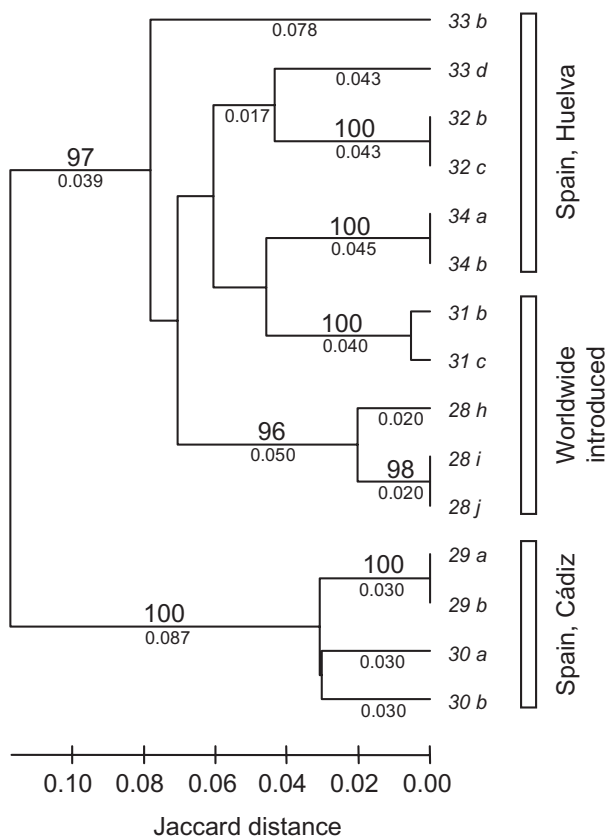 33 b
0.078
33 d
0.043
0.017
32 b
100
0.043
32 c
97
0.039
34 a
100
0.045
34 b
31 b
100
0.040
31 c
28 h
0.020
96
0.050
28 i
98
0.020
28 j
29 a
100
0.030
29 b
100
0.087
30 a
0.030
30 b
0.030
Spain, Huelva
Worldwide
introduced
Spain, Cádiz
0.10 0.08 0.06 0.04 0.02 0.00
Jaccard distance